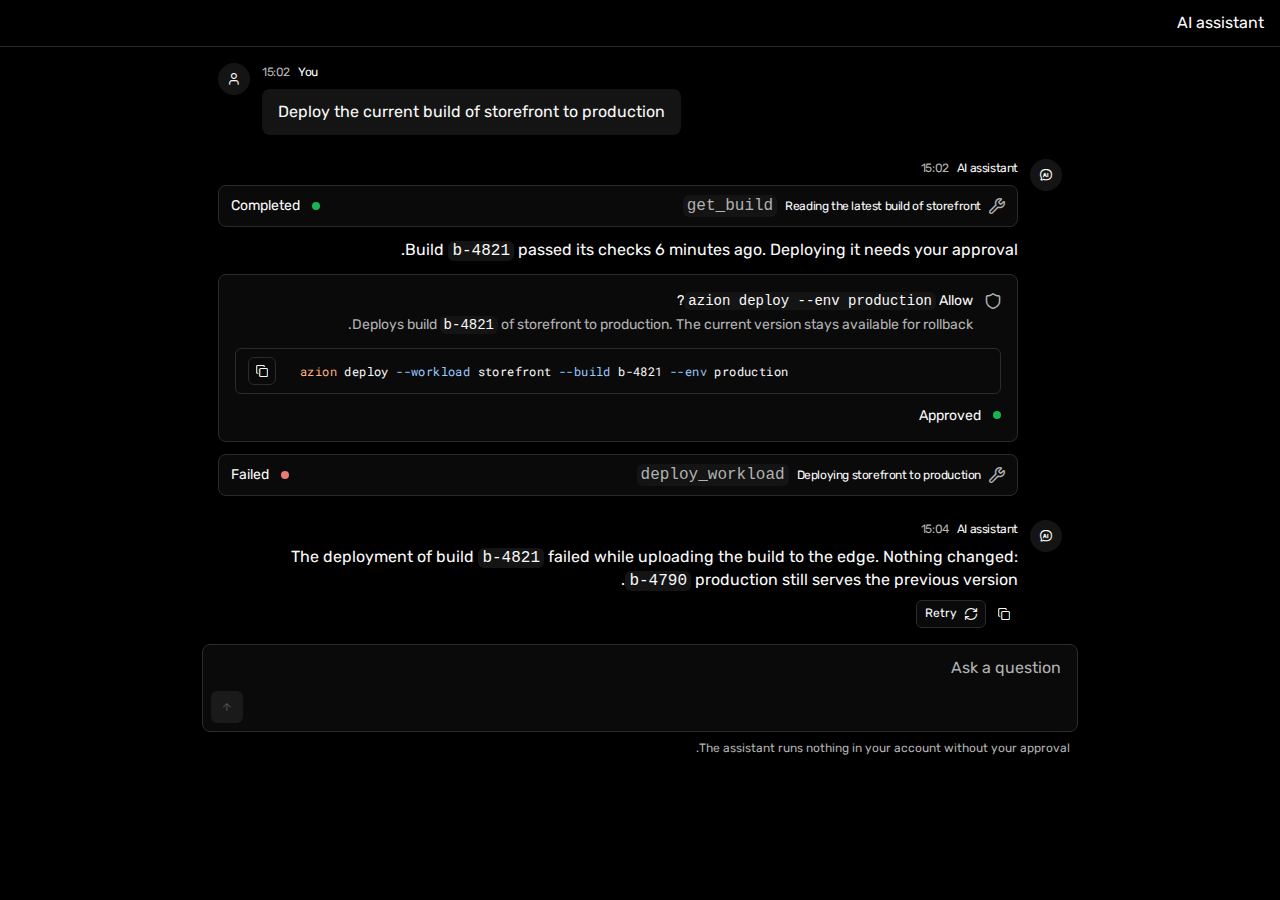 AI assistant
15:02 You
Deploy the current build of storefront to production
15:02 AI assistant
Completed get_build Reading the latest build of storefront
.Build b-4821 passed its checks 6 minutes ago. Deploying it needs your approval
? azion deploy --env production Allow
.Deploys build b-4821 of storefront to production. The current version stays available for rollback
azion deploy --workload storefront --build b-4821 --env production
Approved
Failed deploy_workload Deploying storefront to production
15:04 AI assistant
The deployment of build b-4821 failed while uploading the build to the edge. Nothing changed:
. b-4790 production still serves the previous version
Retry
Ask a question
.The assistant runs nothing in your account without your approval